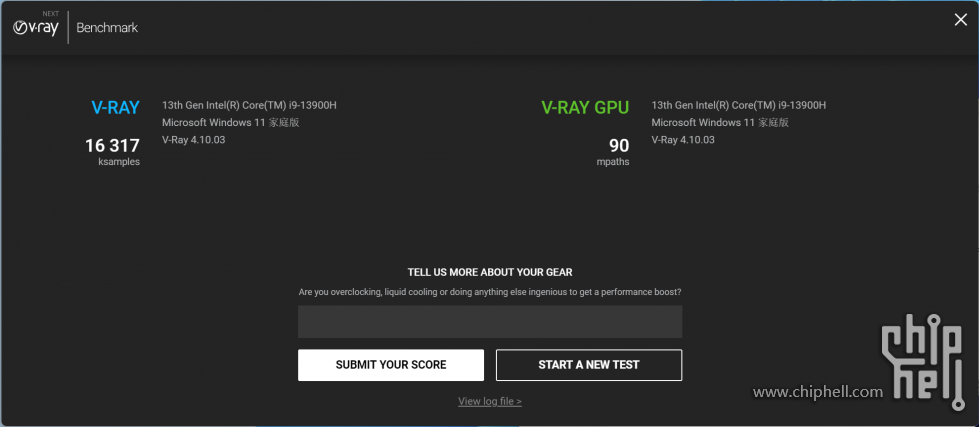 NEXT
v-ray
Benchmark
V-RAY
13th Gen Intel(R) Core(TM) i9-13900H
Microsoft Windows 11 家庭版
16 317
V-Ray 4.10.03
ksamples
V-RAY GPU
13th Gen Intel(R) Core(TM) i9-13900H
Microsoft Windows 11 家庭版
90
V-Ray 4.10.03
mpaths
TELL US MORE ABOUT YOUR GEAR
Are you overclocking, liquid cooling or doing anything else ingenious to get a performance boost?
SUBMIT YOUR SCORE
START A NEW TEST
View log file >
www.chiphell.com
chip
hell